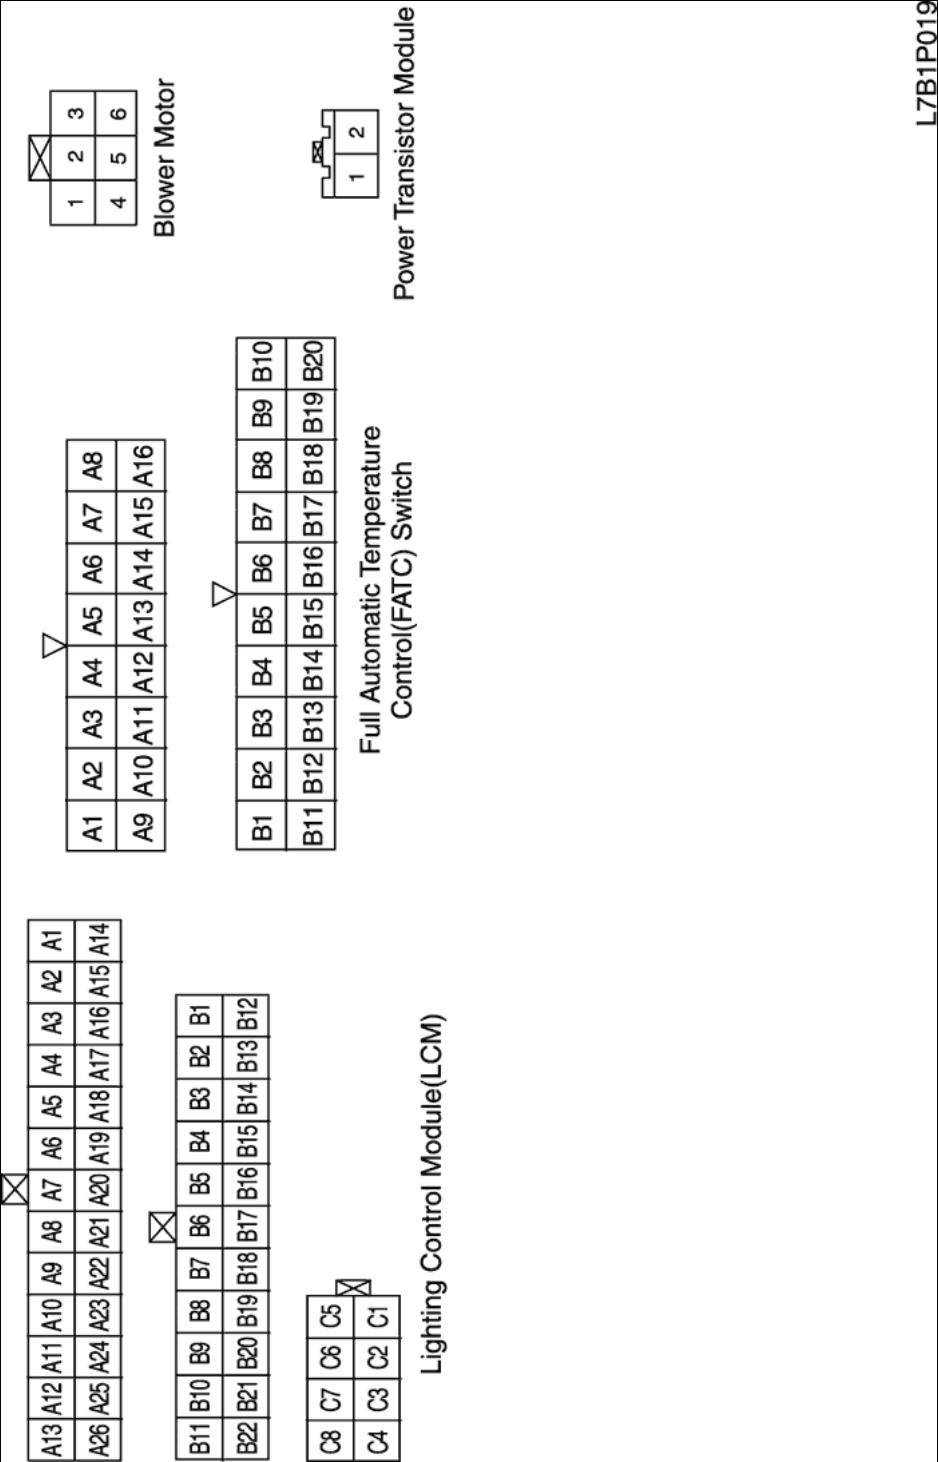 A13 A12 A11 A10 A9 A8 A7 A6 A5 A4 A3 A2 A1
A26 A25 A24 A23 A22 A21 A20 A19 A18 A17 A16 A15 A14
B11 B10 B9 B8 B7 B6 B5 B4 B3 B2 B1
B22 B21 B20 B19 B18 B17 B16 B15 B14 B13 B12
C8 C7 C6 C5
C4 C3 C2 C1
Lighting Control Module(LCM)
A1 A2 A3 A4 A5 A6 A7 A8
A9 A10 A11 A12 A13 A14 A15 A16
B1 B2 B3 B4 B5 B6 B7 B8 B9 B10
B11 B12 B13 B14 B15 B16 B17 B18 B19 B20
Full Automatic Temperature
Control(FATC) Switch
1 2 3
4 5 6
Blower Motor
1 2
Power Transistor Module
L7B1P019